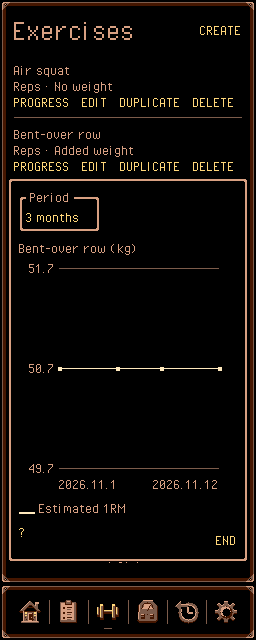 Exercises
CREATE
Air squat
Reps · No weight
PROGRESS EDIT DUPLICATE DELETE
Bent-over row
Reps · Added weight
PROGRESS EDIT DUPLICATE DELETE
Period
3 months
Bent-over row (kg)
51.7
50.7
49.7
2026.11.1 2026.11.12
Estimated 1RM
?
END